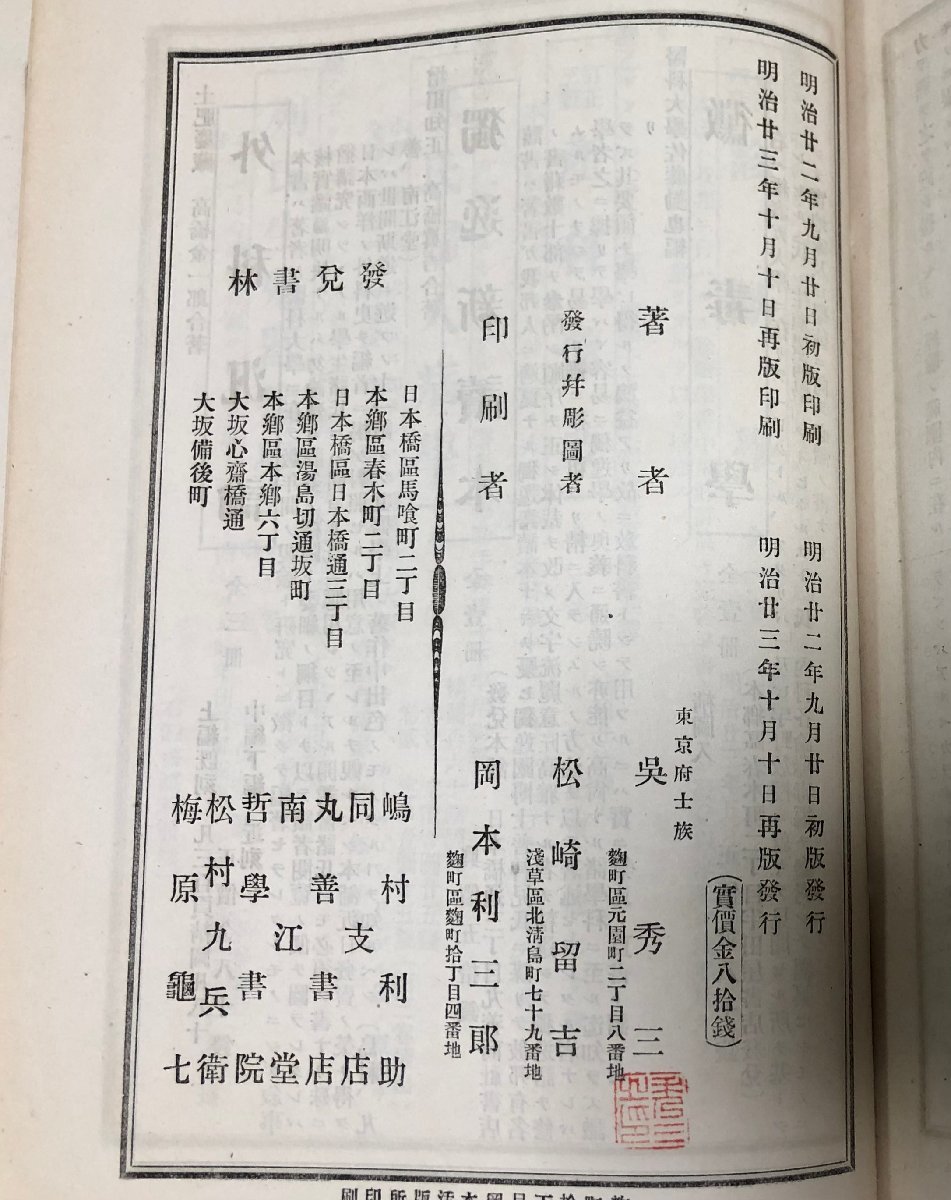 明治廿二年九月廿日初版印刷　明治廿二年九月廿日初版發行
明治廿三年十月十日再版印刷　明治廿三年十月十日再版發行
(實價金八拾錢)
東京府士族
著者　吳秀三
麴町區元園町二丁目八番地
發行幷彫圖者　松崎留吉
淺草區北淸島町七十九番地
印刷者　岡本利三郞
麴町區麴町拾丁目四番地
發兌書林
日本橋區馬喰町二丁目　嶋村利助
本鄕區春木町二丁目　同支店
日本橋區日本橋通三丁目　丸善書店
本鄕區湯島切通坂町　南江堂
本鄕區本鄕六丁目　哲學書院
大坂心齋橋通　松村九兵衛
大坂備後町　梅原龜七